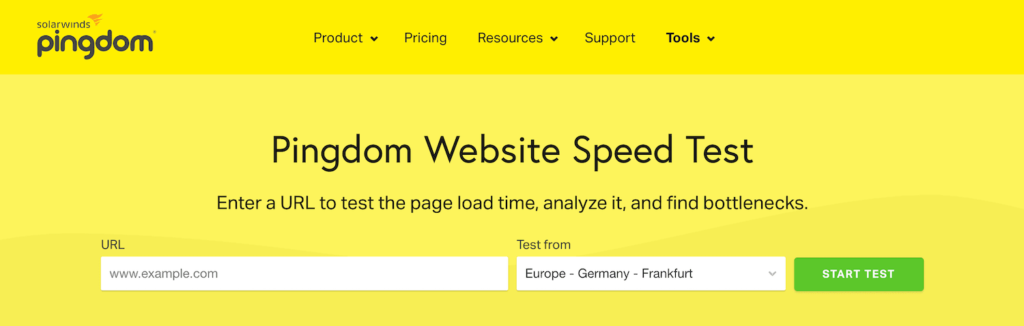 solarwinds
pingdom
Product Pricing Resources Support Tools
Pingdom Website Speed Test
Enter a URL to test the page load time, analyze it, and find bottlenecks.
URL Test from
www.example.com Europe - Germany - Frankfurt START TEST